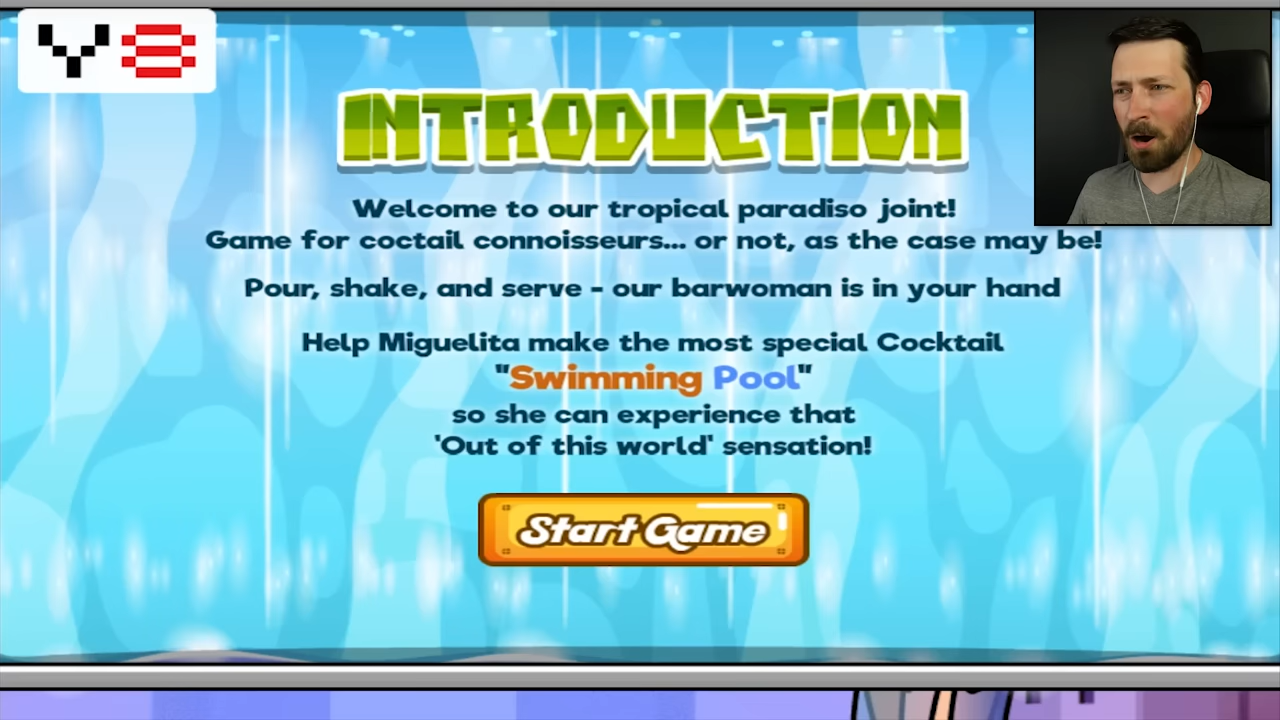 Y8
INTRODUCTION
Welcome to our tropical paradiso joint!
Game for coctail connoisseurs... or not, as the case may be!
Pour, shake, and serve - our barwoman is in your hand
Help Miguelita make the most special Cocktail
"Swimming Pool"
so she can experience that
'Out of this world' sensation!
Start Game